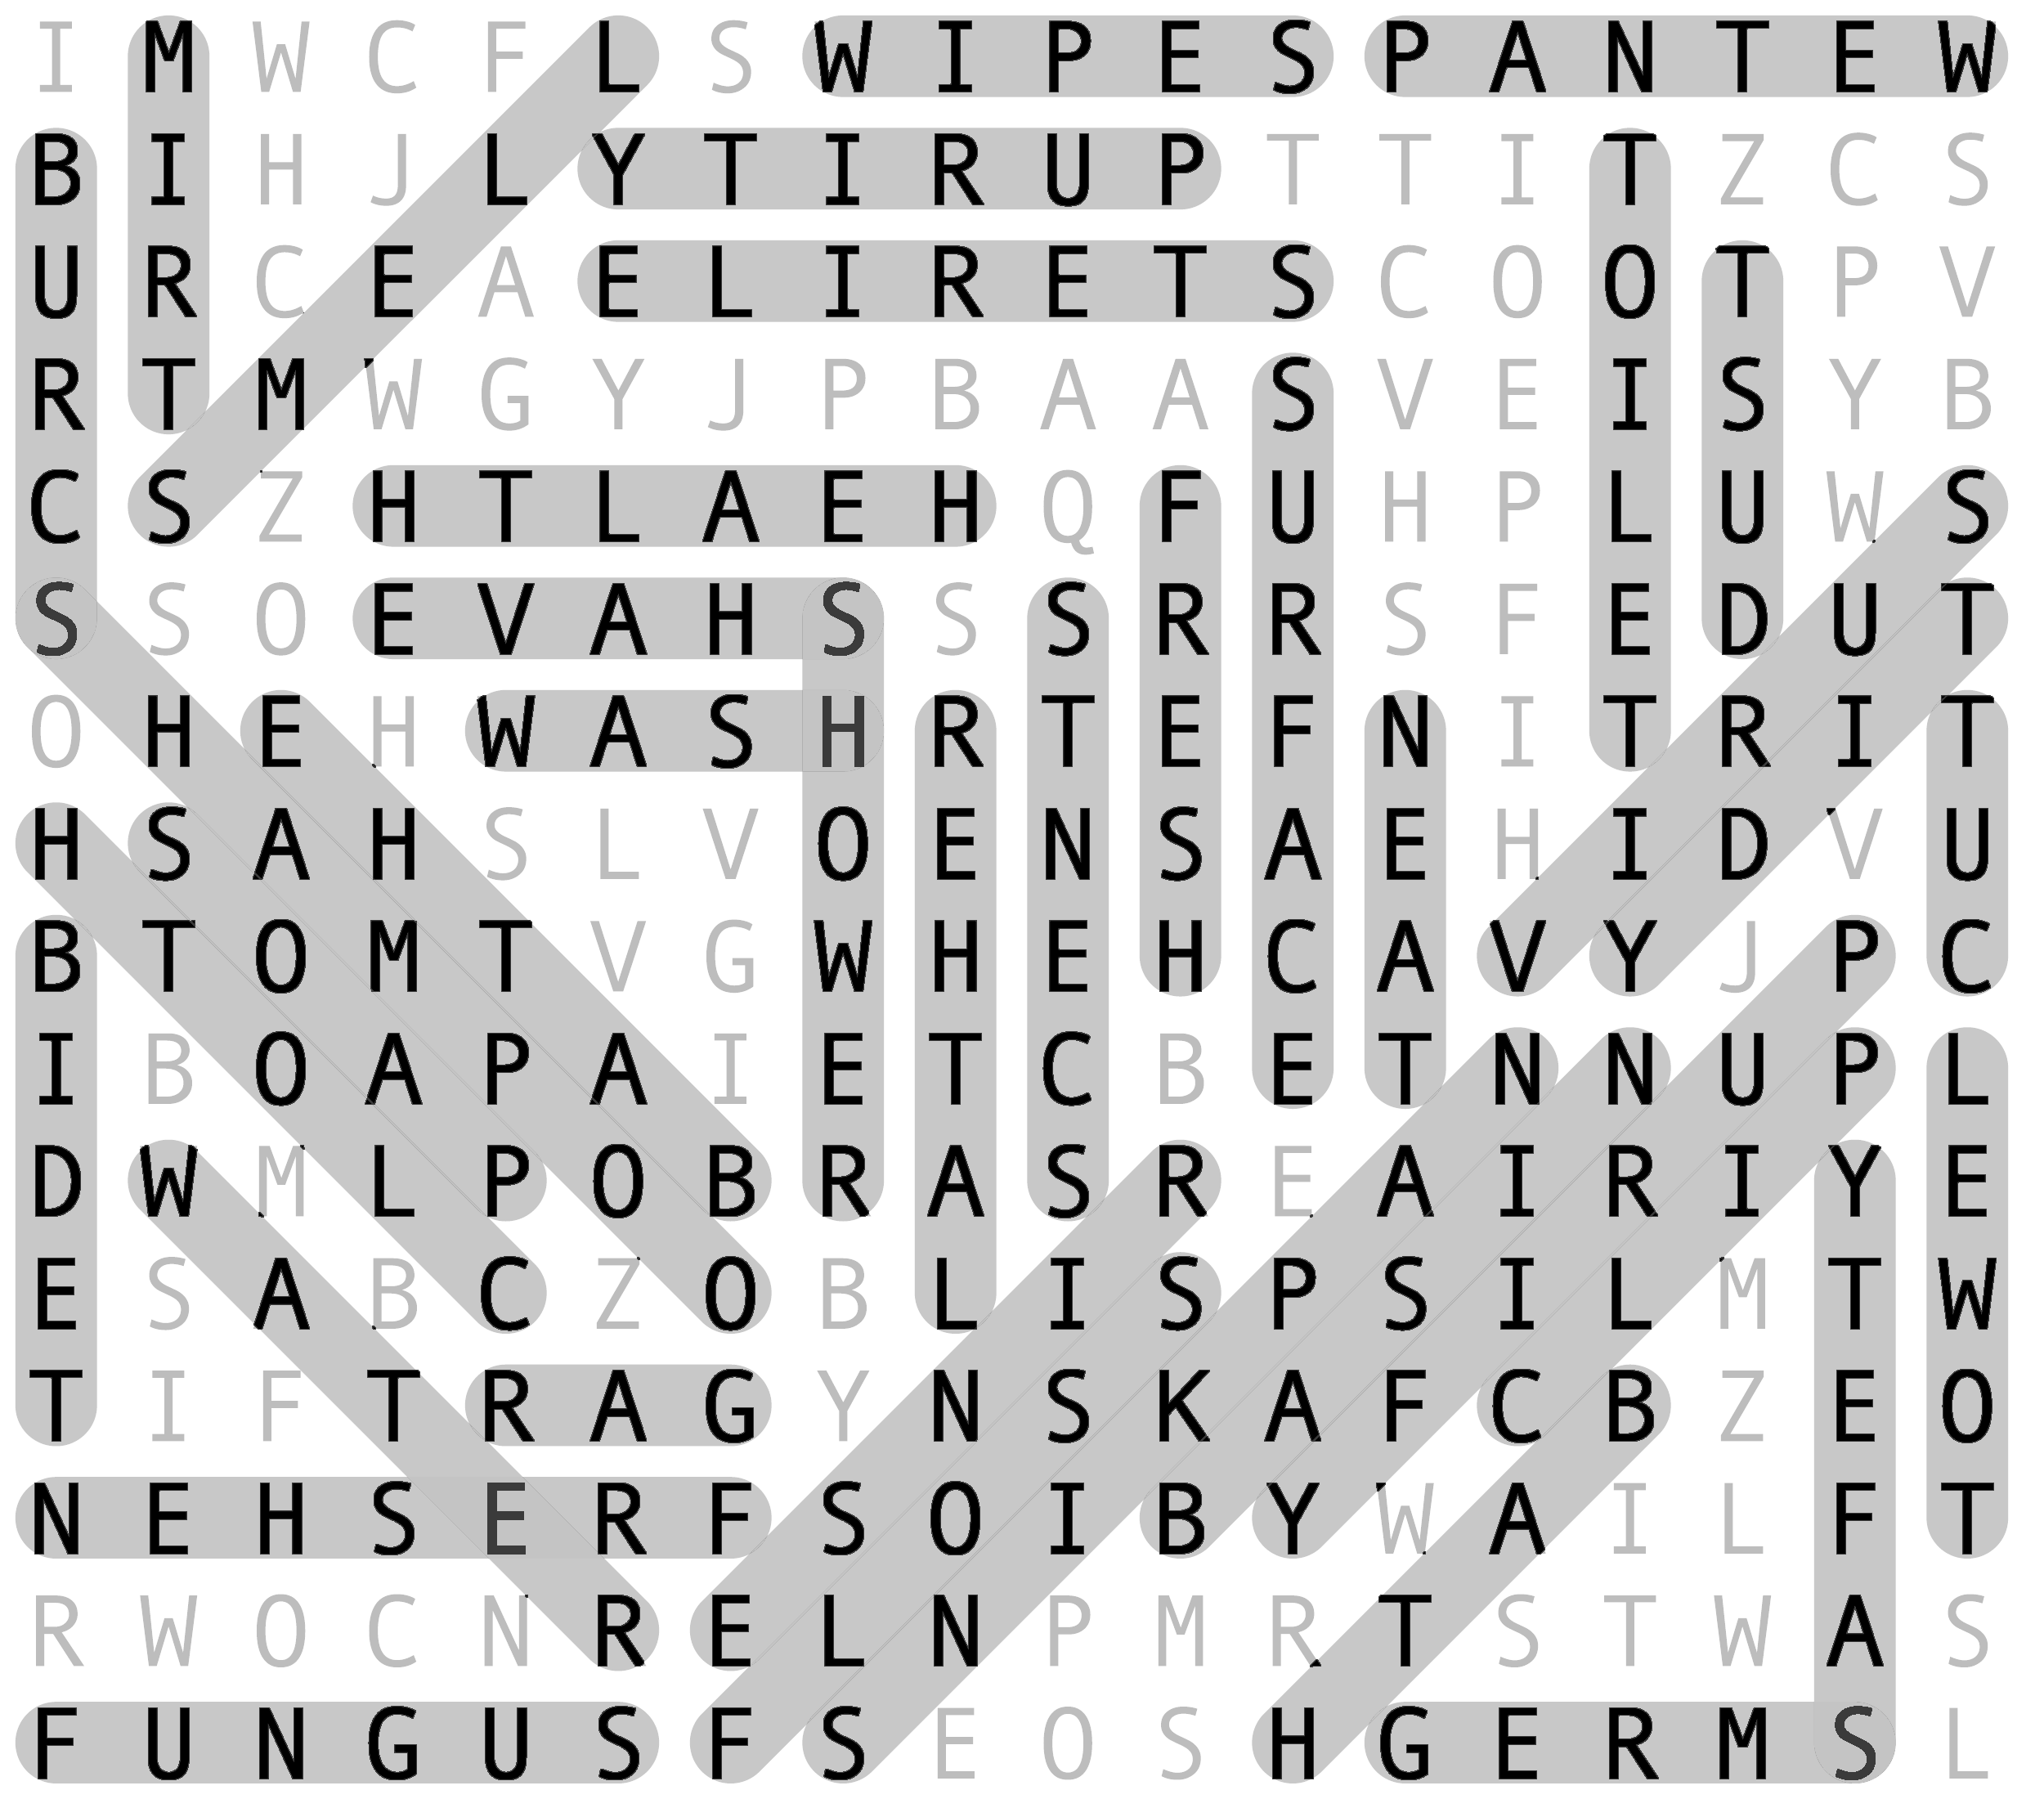 I M W C F L S W I P E S P A N T E W
B I H J L Y T I R U P T T I T Z C S
U R C E A E L I R E T S C O O T P V
R T M W G Y J P B A A S V E I S Y B
C S Z H T L A E H Q F U H P L U W S
S S O E V A H S S S R R S F E D U T
O H E H W A S H R T E F N I T R I T
H S A H S L V O E N S A E H I D V U
B T O M T V G W H E H C A V Y J P C
I B O A P A I E T C B E T N N U P L
D W M L P O B R A S R E A I R I Y E
E S A B C Z O B L I S P S I L M T W
T I F T R A G Y N S K A F C B Z E O
N E H S E R F S O I B Y W A I L F T
R W O C N R E L N P M R T S T W A S
F U N G U S F S E O S H G E R M S L